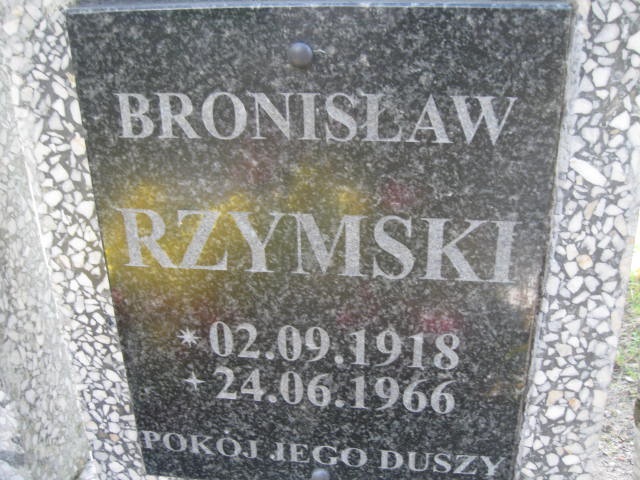 BRONISŁAW
RZYMSKI
* 02.09.1918
+ 24.06.1966
POKÓJ JEGO DUSZY